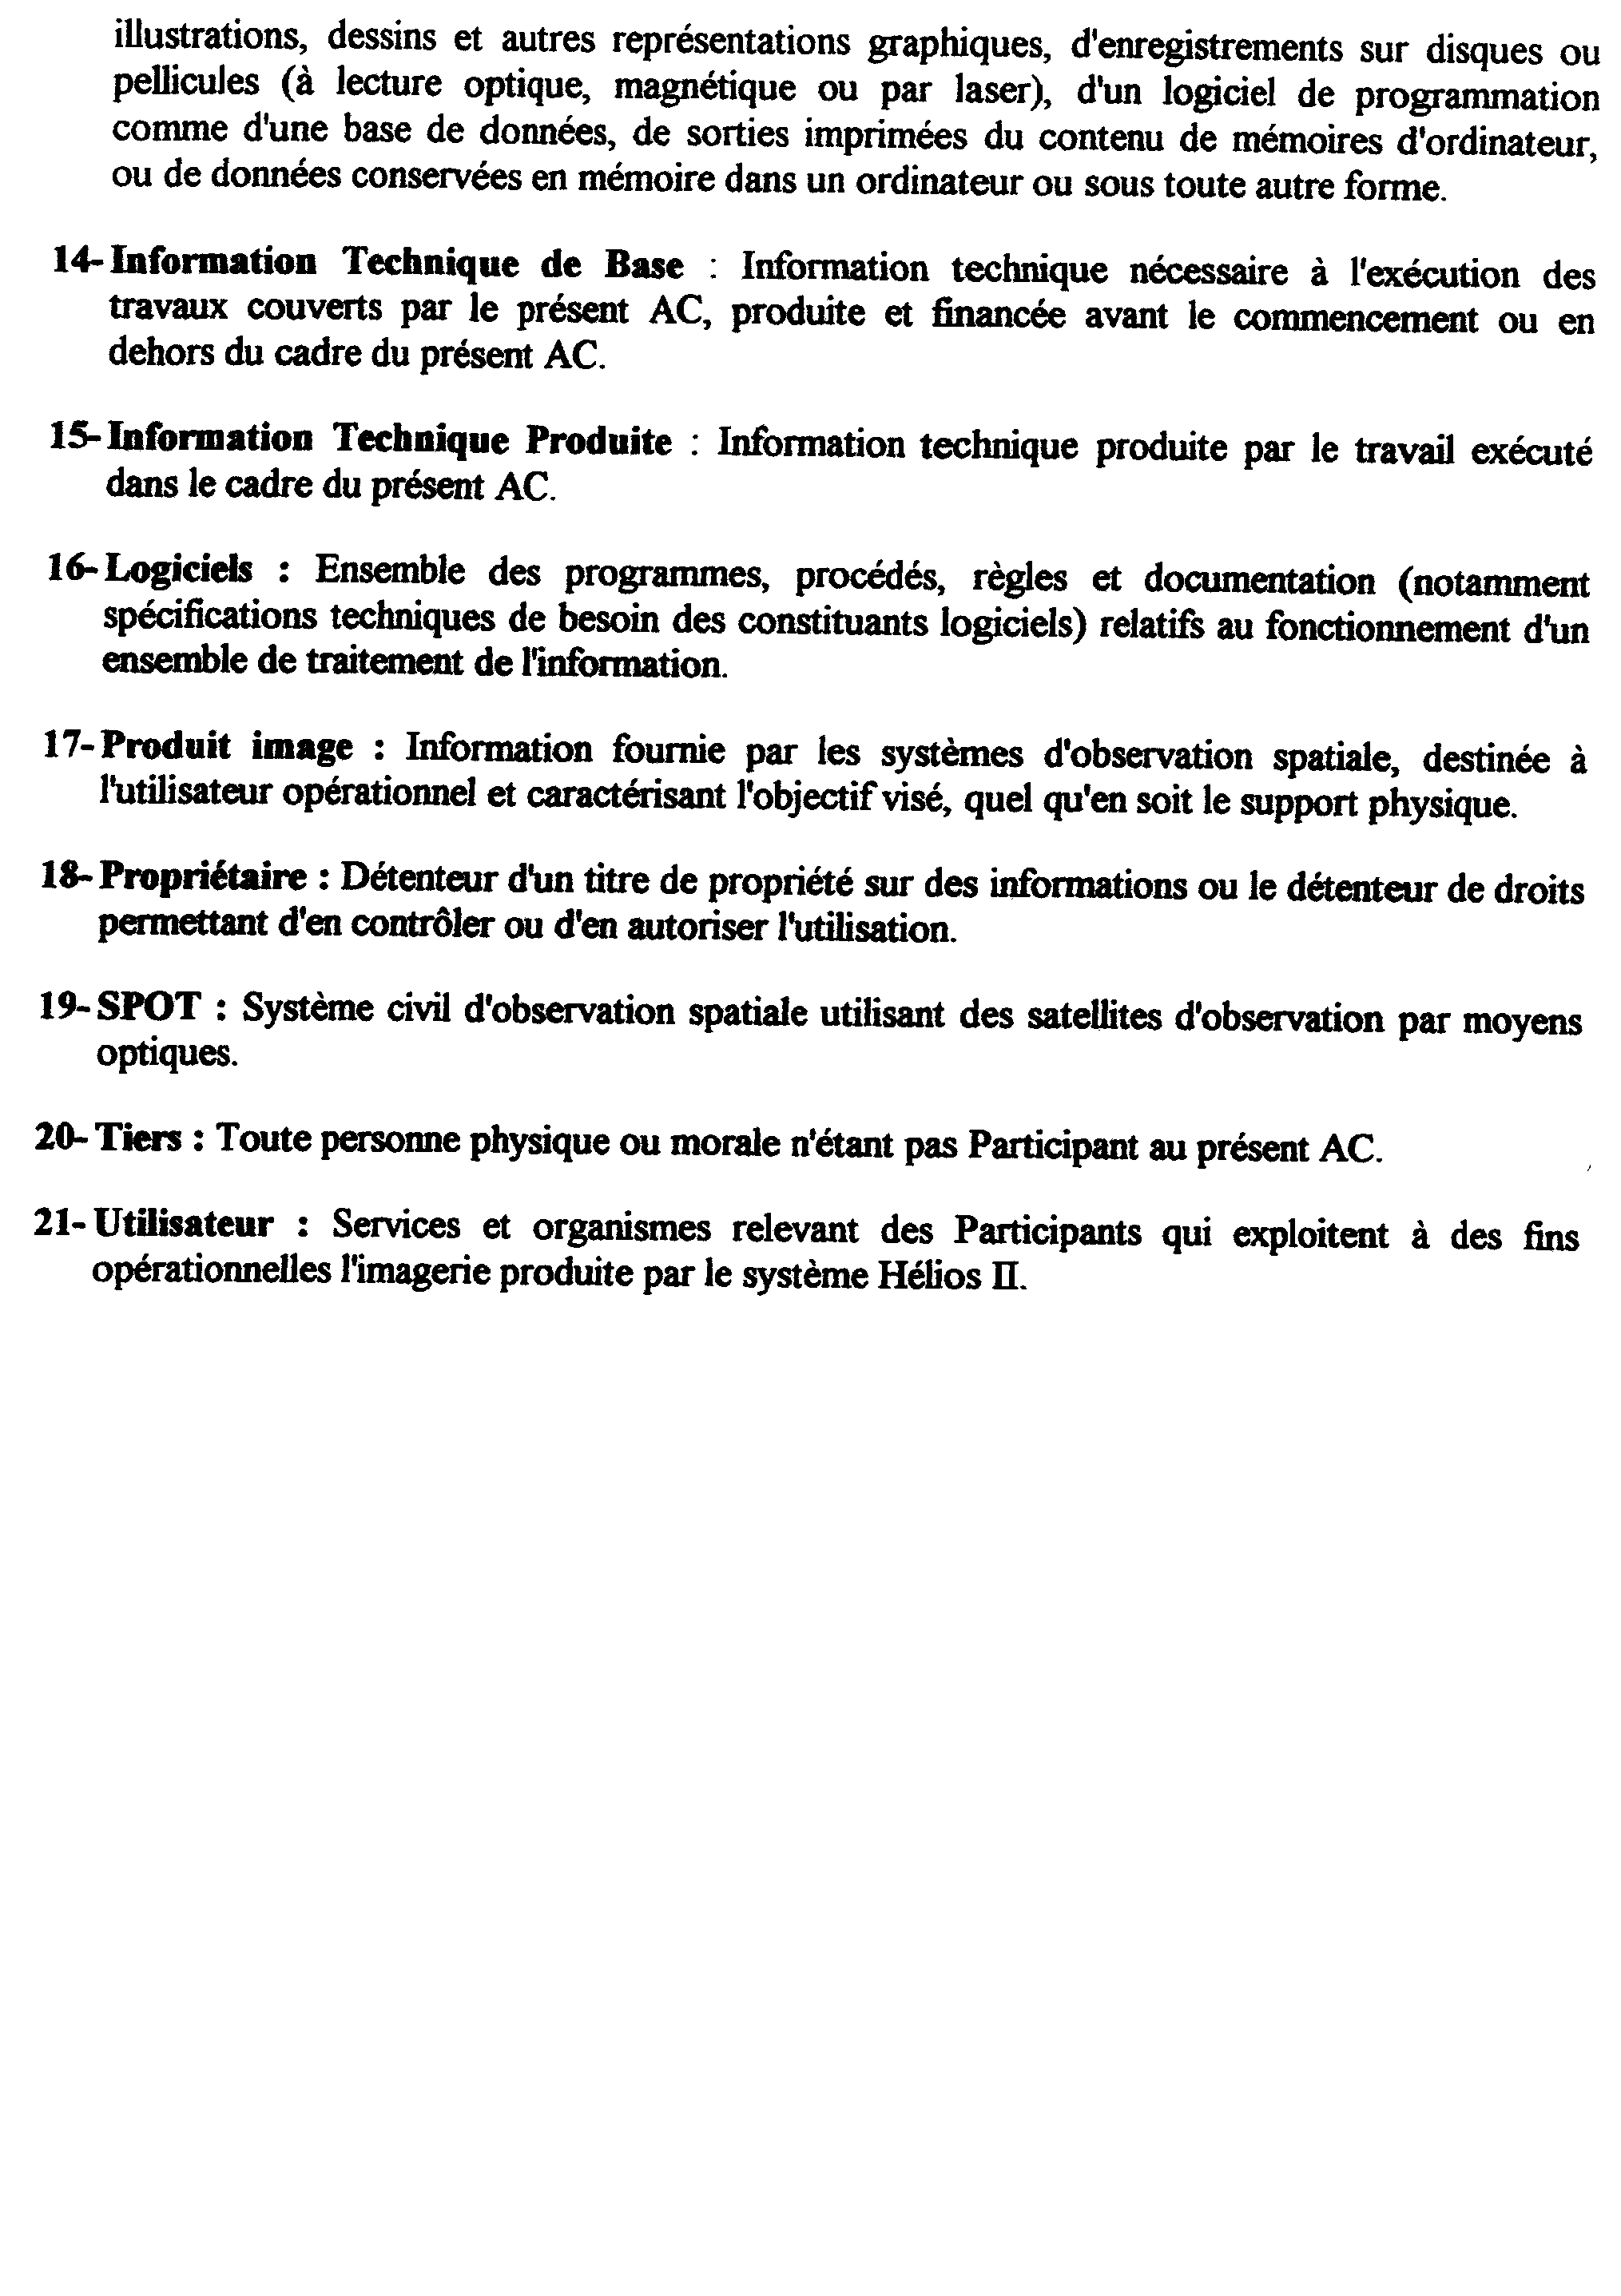 illustrations, dessins et autres représentations graphiques, d'enregistrements sur disques ou
pellicules (à lecture optique, magnétique ou par laser), d'un logiciel de programmation
comme d'une base de données, de sorties imprimées du contenu de mémoires d'ordinateur,
ou de données conservées en mémoire dans un ordinateur ou sous toute autre forme.
14- Information Technique de Base : Information technique nécessaire à l'exécution des
travaux couverts par le présent AC, produite et financée avant le commencement ou en
dehors du cadre du présent AC.
15- Information Technique Produite : Information technique produite par le travail exécuté
dans le cadre du présent AC.
16- Logiciels : Ensemble des programmes, procédés, règles et documentation (notamment
spécifications techniques de besoin des constituants logiciels) relatifs au fonctionnement d'un
ensemble de traitement de l'information.
17- Produit image : Information fournie par les systèmes d'observation spatiale, destinée à
l'utilisateur opérationnel et caractérisant l'objectif visé, quel qu'en soit le support physique.
18- Propriétaire : Détenteur d'un titre de propriété sur des informations ou le détenteur de droits
permettant d'en contrôler ou d'en autoriser l'utilisation.
19- SPOT : Système civil d'observation spatiale utilisant des satellites d'observation par moyens
optiques.
20- Tiers : Toute personne physique ou morale n'étant pas Participant au présent AC.
21- Utilisateur : Services et organismes relevant des Participants qui exploitent à des fins
opérationnelles l'imagerie produite par le système Hélios II.